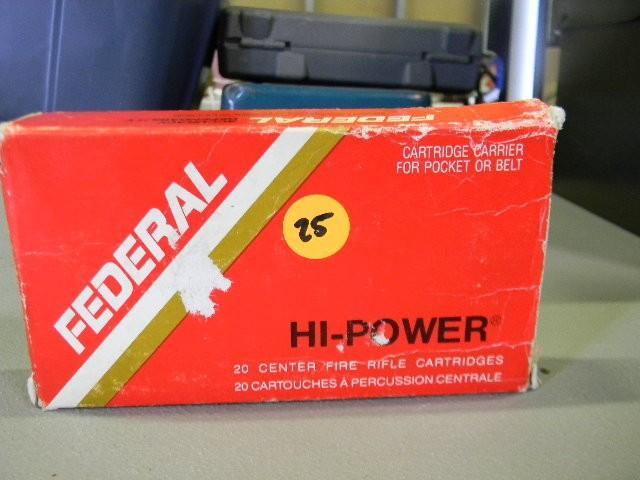 FEDERAL
CARTRIDGE CARRIER
FOR POCKET OR BELT
25
FEDERAL
HI-POWER®
20 CENTER FIRE RIFLE CARTRIDGES
20 CARTOUCHES À PERCUSSION CENTRALE